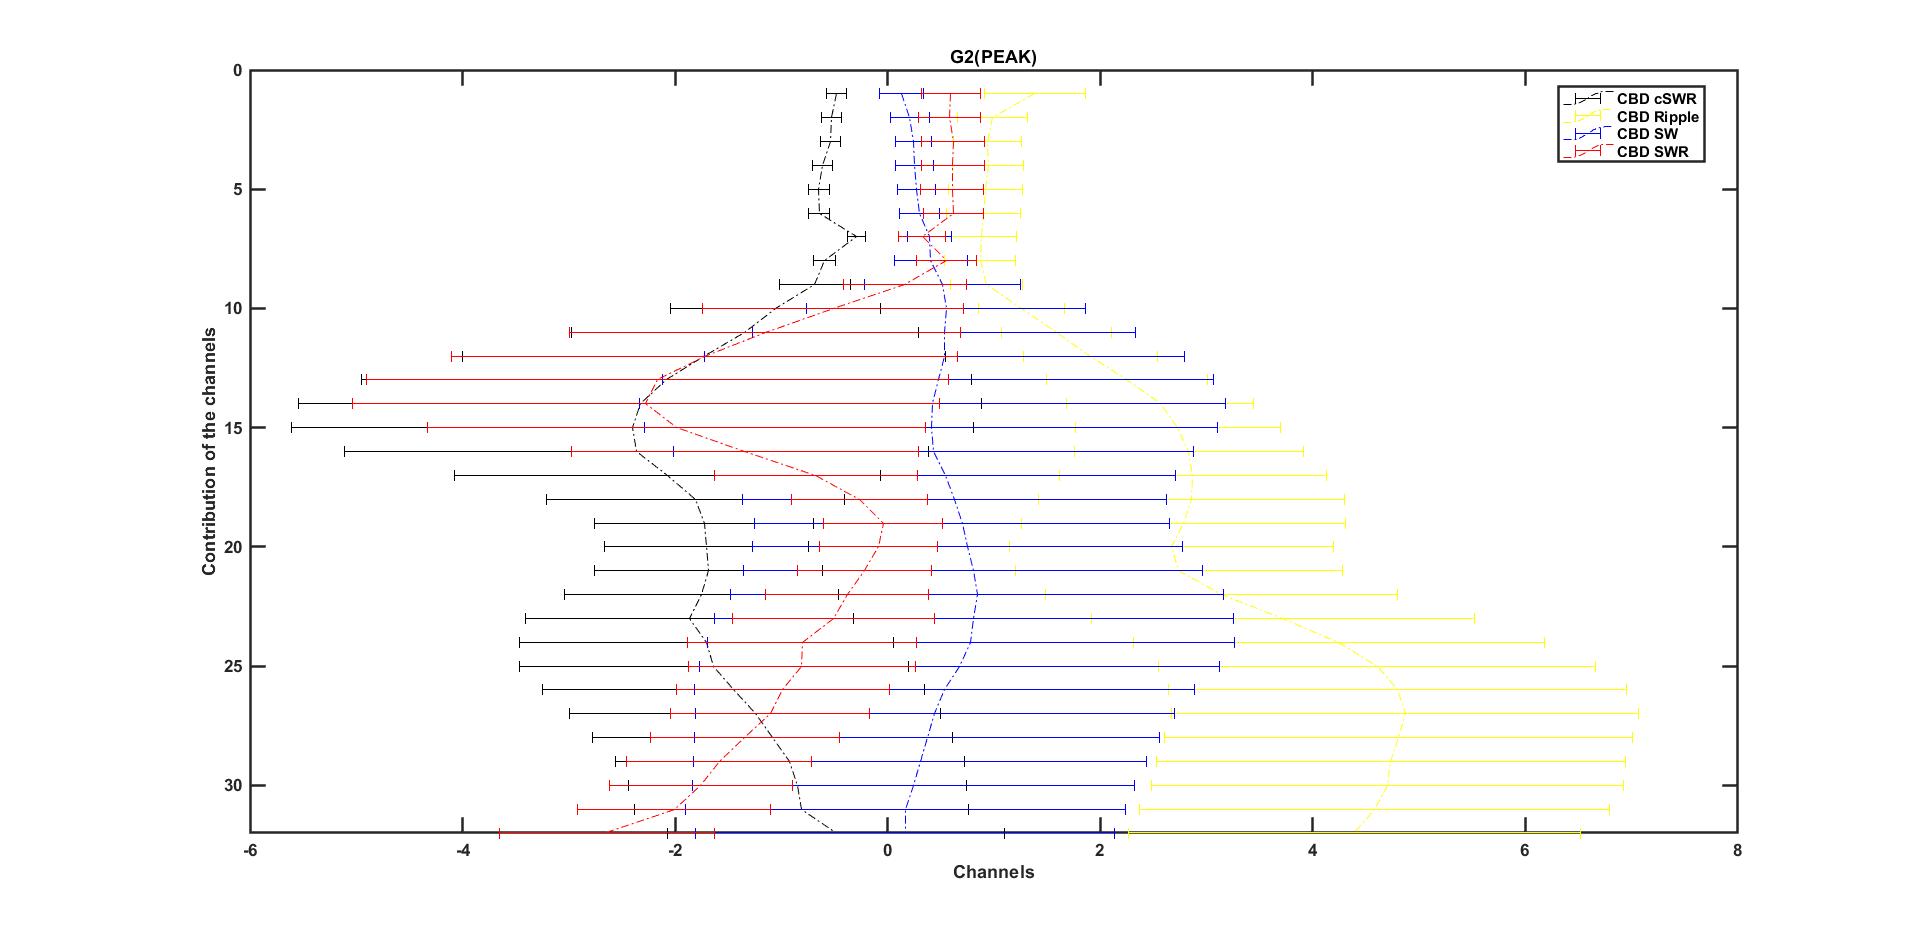 G2(PEAK)
CBD cSWR
CBD Ripple
CBD SW
CBD SWR
Contribution of the channels
0
5
10
15
20
25
30
-6 -4 -2 0 2 4 6 8
Channels